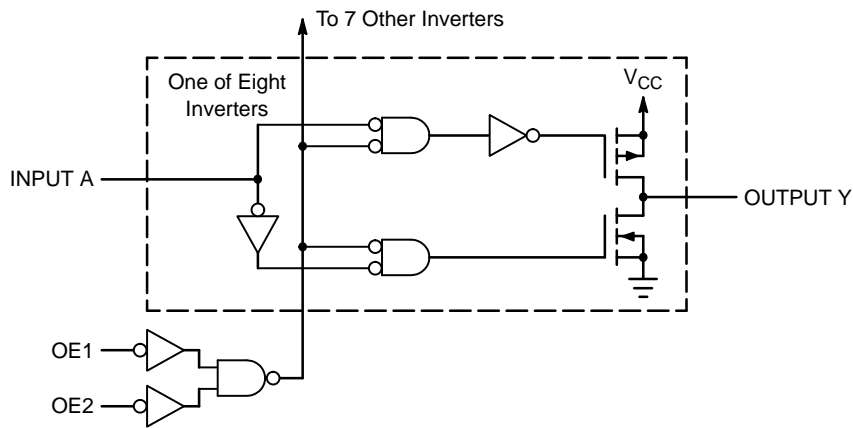 To 7 Other Inverters
One of Eight
Inverters
VCC
INPUT A
OUTPUT Y
OE1
OE2